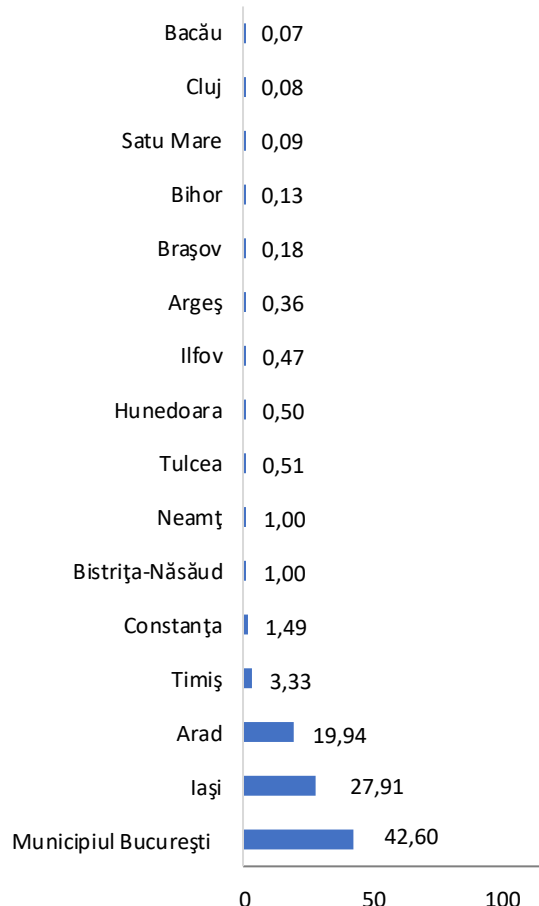 Bacău 0,07
Cluj 0,08
Satu Mare 0,09
Bihor 0,13
Braşov 0,18
Argeş 0,36
Ilfov 0,47
Hunedoara 0,50
Tulcea 0,51
Neamţ 1,00
Bistriţa-Năsăud 1,00
Constanţa 1,49
Timiş 3,33
Arad 19,94
Iaşi 27,91
Municipiul Bucureşti 42,60
0 50 100